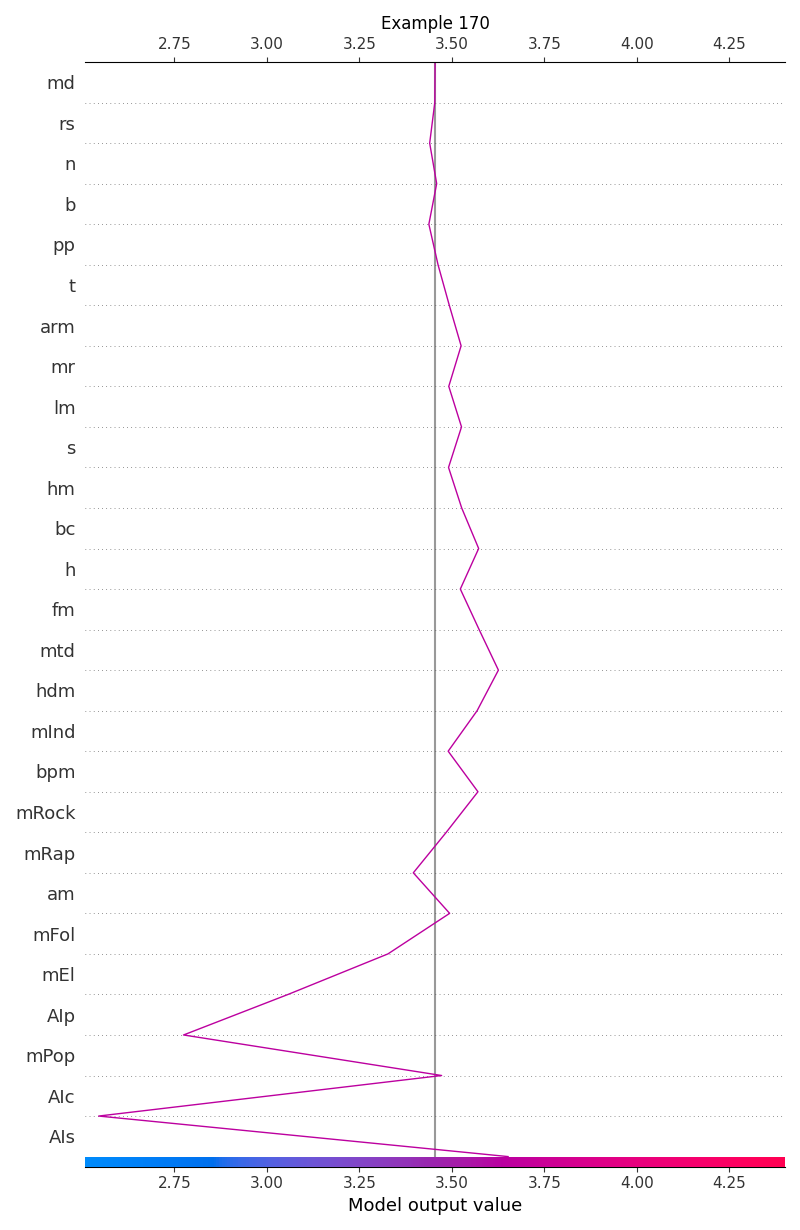 Example 170
2.75 3.00 3.25 3.50 3.75 4.00 4.25
md
rs
n
b
pp
t
arm
mr
lm
s
hm
bc
h
fm
mtd
hdm
mInd
bpm
mRock
mRap
am
mFol
mEl
AIp
mPop
AIc
AIs
2.75 3.00 3.25 3.50 3.75 4.00 4.25
Model output value